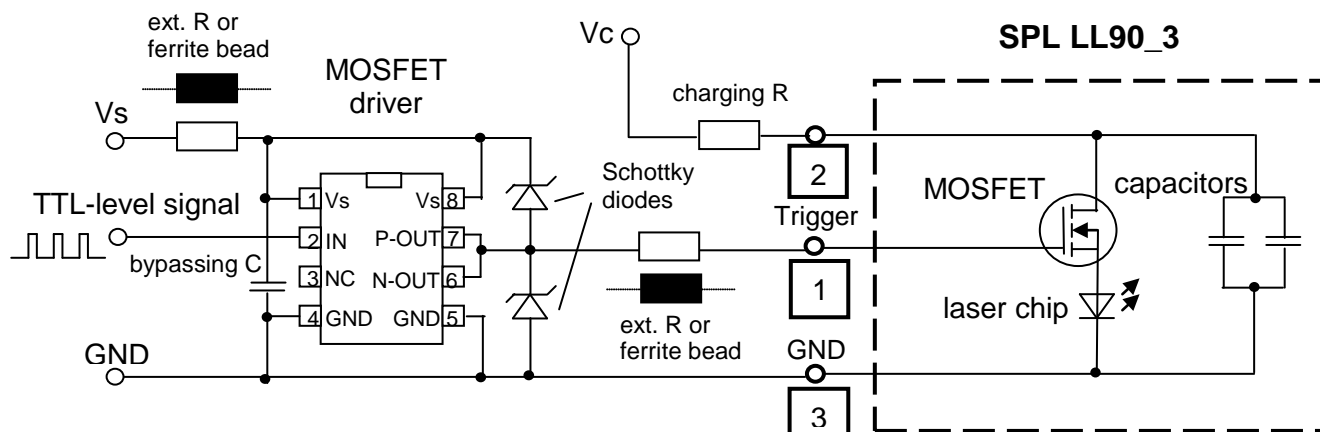 ext. R or
ferrite bead
MOSFET
driver
Vs
Vc
SPL LL90_3
charging R
2
Schottky
diodes
TTL-level signal
1 Vs
Vs 8
2 IN
P-OUT 7
3 NC
N-OUT 6
4 GND
GND 5
bypassing C
Trigger
1
MOSFET
capacitors
laser chip
ext. R or
ferrite bead
GND
GND
3